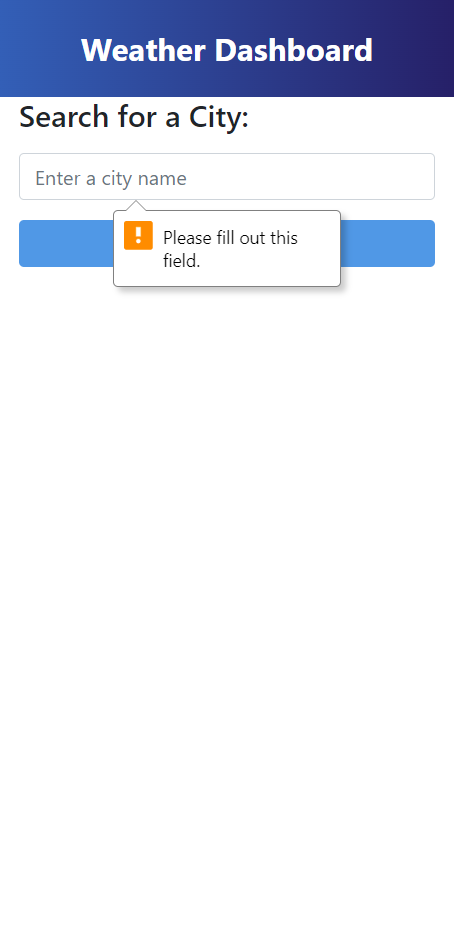 Weather Dashboard
Search for a City:
Enter a city name
Please fill out this
field.